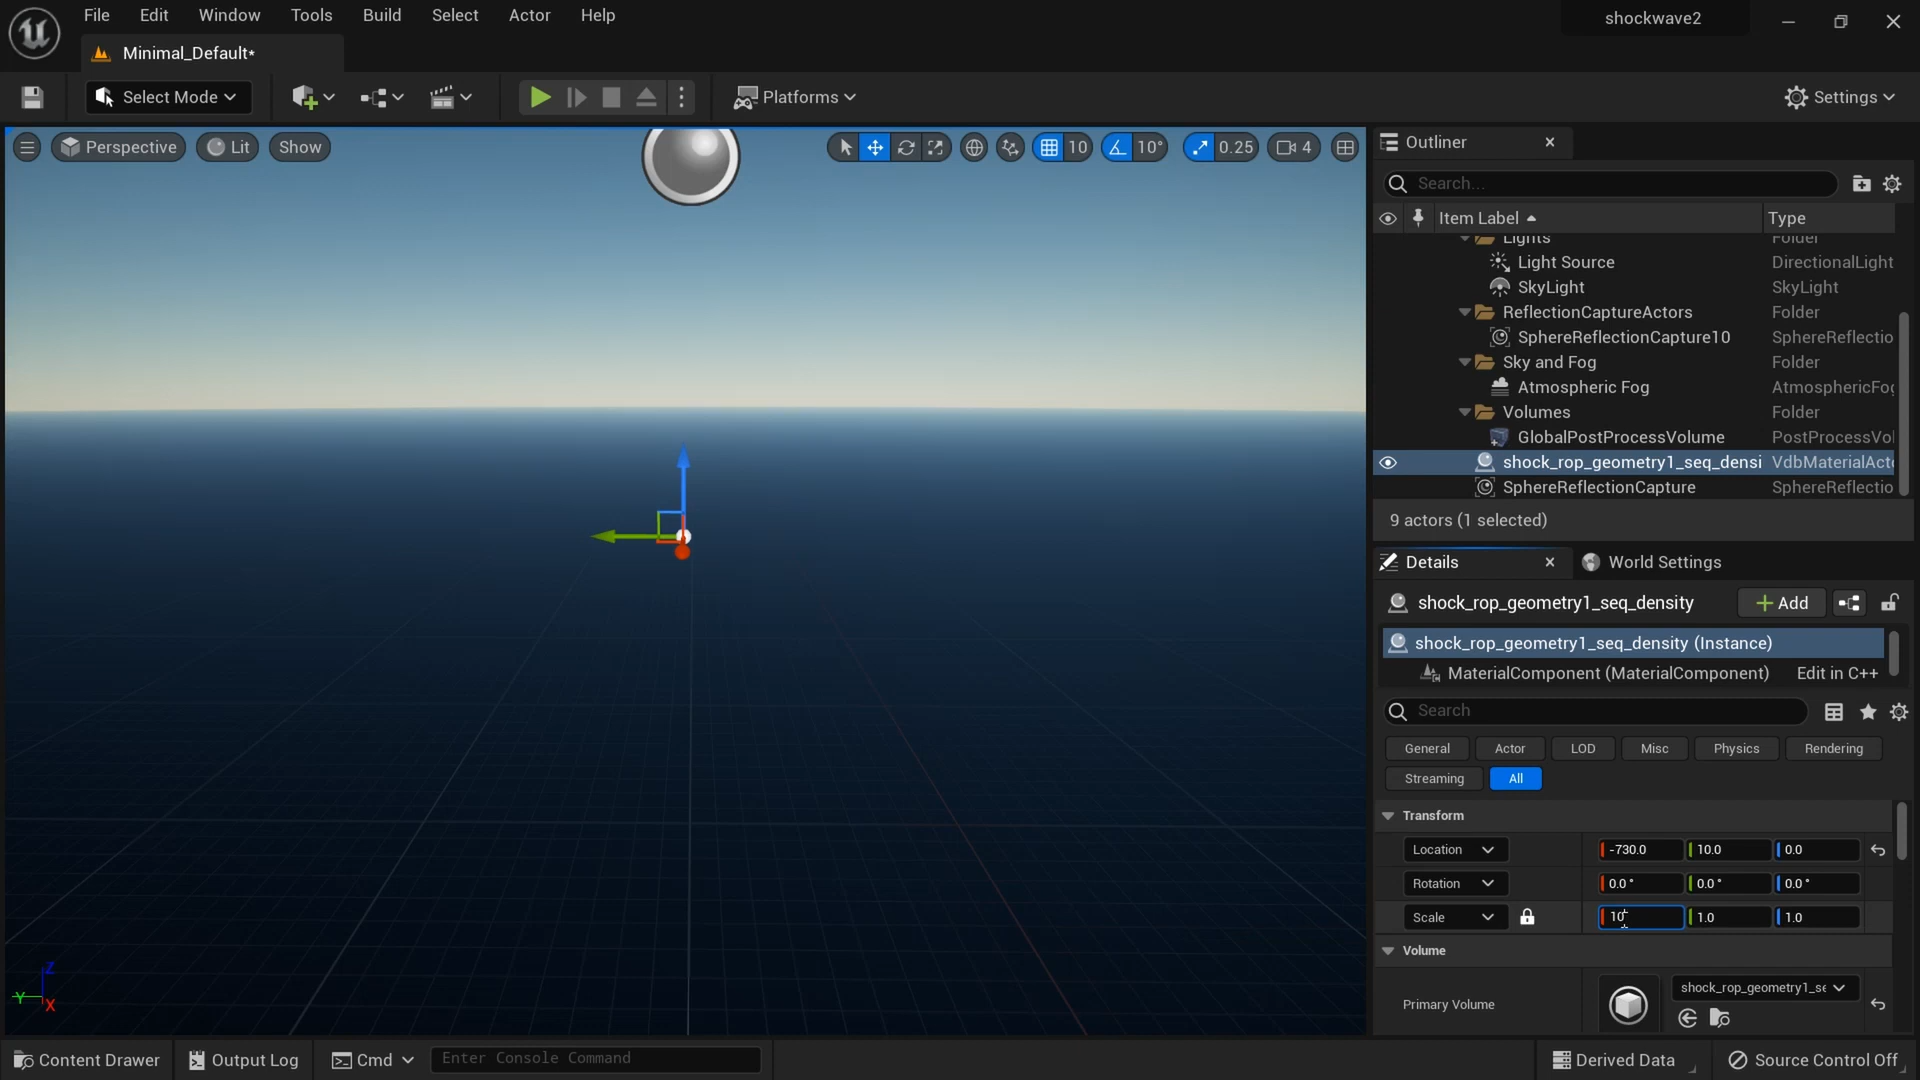 File Edit Window Tools Build Select Actor Help
shockwave2
Minimal_Default*
Select Mode
Platforms
Settings
Perspective Lit Show
10 10° 0.25 4
Outliner
Search...
Item Label Type
Lights Folder
Light Source DirectionalLight
SkyLight SkyLight
ReflectionCaptureActors Folder
SphereReflectionCapture10 SphereReflectio
Sky and Fog Folder
Atmospheric Fog AtmosphericFog
Volumes Folder
GlobalPostProcessVolume PostProcessVol
shock_rop_geometry1_seq_densi VdbMaterialActo
SphereReflectionCapture SphereReflectio
9 actors (1 selected)
Details World Settings
shock_rop_geometry1_seq_density Add
shock_rop_geometry1_seq_density (Instance)
MaterialComponent (MaterialComponent) Edit in C++
Search
General Actor LOD Misc Physics Rendering
Streaming All
Transform
Location -730.0 10.0 0.0
Rotation 0.0° 0.0° 0.0°
Scale 10 1.0 1.0
Volume
Primary Volume shock_rop_geometry1_se
Z
Y X
Content Drawer Output Log Cmd Enter Console Command Derived Data Source Control Off